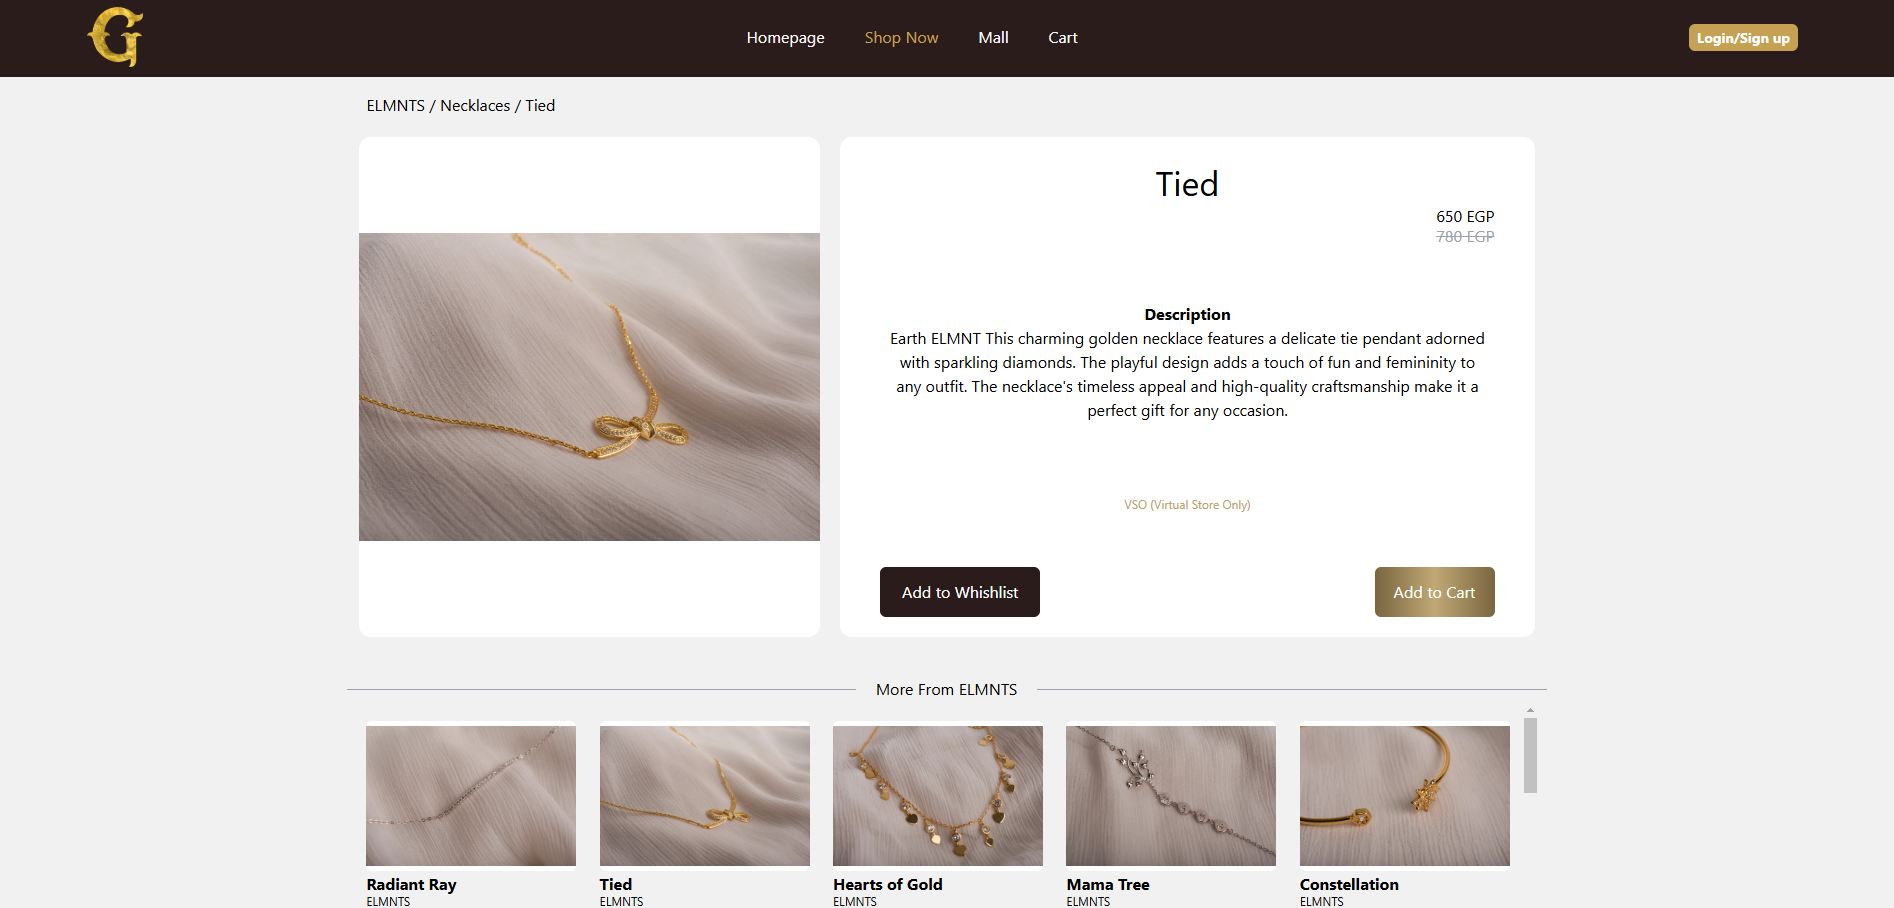 G
Homepage Shop Now Mall Cart
Login/Sign up
ELMNTS / Necklaces / Tied
Tied
650 EGP
780 EGP
Description
Earth ELMNT This charming golden necklace features a delicate tie pendant adorned
with sparkling diamonds. The playful design adds a touch of fun and femininity to
any outfit. The necklace's timeless appeal and high-quality craftsmanship make it a
perfect gift for any occasion.
VSO (Virtual Store Only)
Add to Whishlist
Add to Cart
More From ELMNTS
Radiant Ray
ELMNTS
Tied
ELMNTS
Hearts of Gold
ELMNTS
Mama Tree
ELMNTS
Constellation
ELMNTS